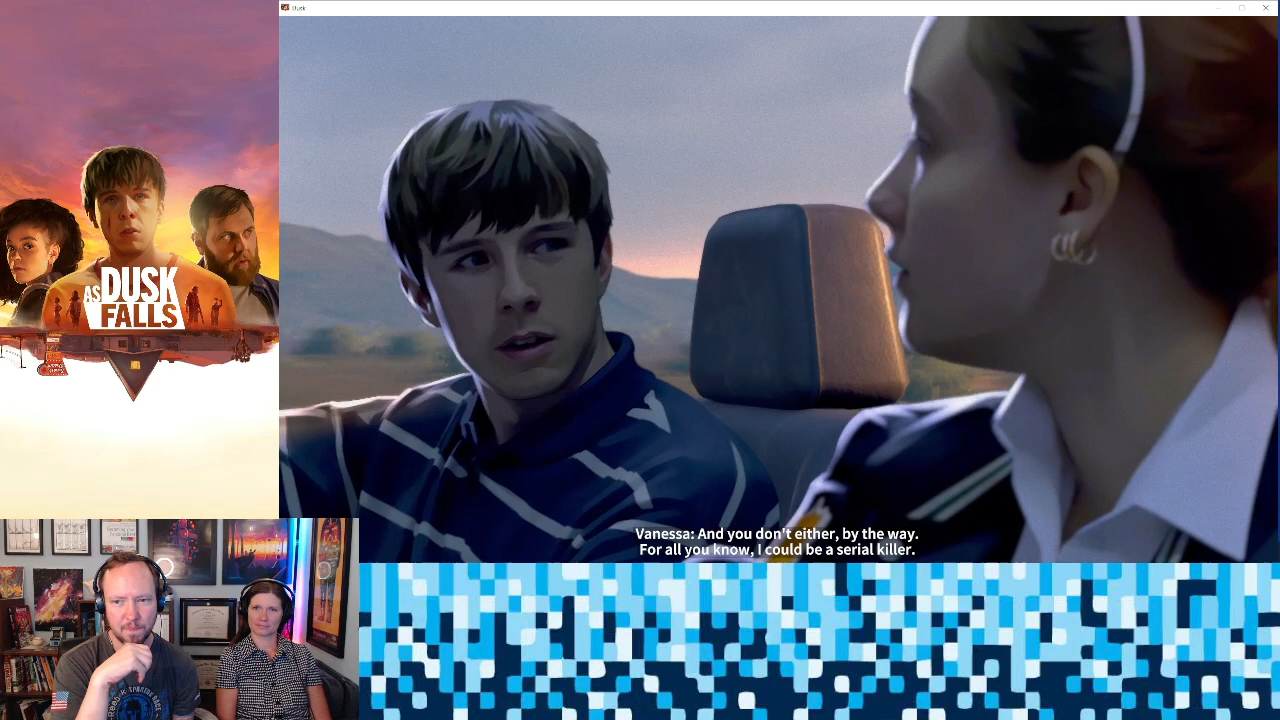 Dusk
AS DUSK
FALLS
Vanessa: And you don't either, by the way.
For all you know, I could be a serial killer.